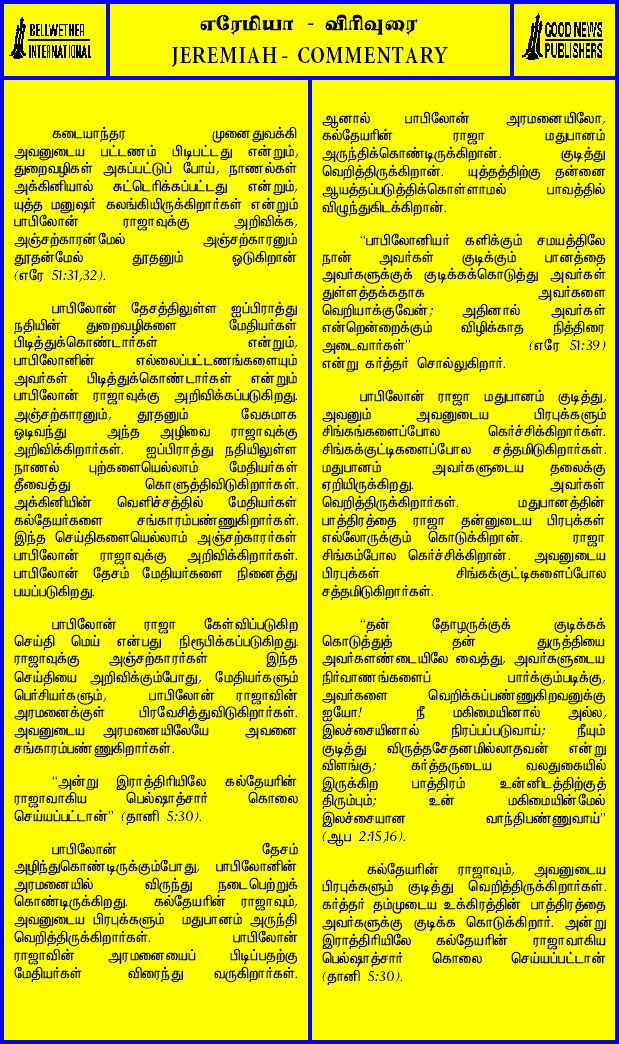 BELLWETHER
INTERNATIONAL
எரேமியா - விரிவுரை
JEREMIAH - COMMENTARY
GOOD NEWS
PUBLISHERS
கடையாந்தர முனைதுவக்கி
அவனுடைய பட்டணம் பிடிபட்டது என்றும்,
துறைவழிகள் அகப்பட்டுப் போய், நாணல்கள்
அக்கினியால் சுட்டெரிக்கப்பட்டது என்றும்,
யுத்த மனுஷர் கலங்கியிருக்கிறார்கள் என்றும்
பாபிலோன் ராஜாவுக்கு அறிவிக்க,
அஞ்சற்காரன்மேல் அஞ்சற்காரனும்
தூதன்மேல் தூதனும் ஓடுகிறான்
(எரே 51:31,32).
பாபிலோன் தேசத்திலுள்ள ஐப்பிராத்து
நதியின் துறைவழிகளை மேதியர்கள்
பிடித்துக்கொண்டார்கள் என்றும்,
பாபிலோனின் எல்லைப்பட்டணங்களையும்
அவர்கள் பிடித்துக்கொண்டார்கள் என்றும்
பாபிலோன் ராஜாவுக்கு அறிவிக்கப்படுகிறது.
அஞ்சற்காரனும், தூதனும் வேகமாக
ஓடிவந்து அந்த அழிவை ராஜாவுக்கு
அறிவிக்கிறார்கள். ஐப்பிராத்து நதியிலுள்ள
நாணல் புற்களையெல்லாம் மேதியர்கள்
தீவைத்து கொளுத்திவிடுகிறார்கள்.
அக்கினியின் வெளிச்சத்தில் மேதியர்கள்
கல்தேயர்களை சங்காரம்பண்ணுகிறார்கள்.
இந்த செய்திகளையெல்லாம் அஞ்சற்காரர்கள்
பாபிலோன் ராஜாவுக்கு அறிவிக்கிறார்கள்.
பாபிலோன் தேசம் மேதியர்களை நினைத்து
பயப்படுகிறது.
பாபிலோன் ராஜா கேள்விப்படுகிற
செய்தி மெய் என்பது நிரூபிக்கப்படுகிறது.
ராஜாவுக்கு அஞ்சற்காரர்கள் இந்த
செய்தியை அறிவிக்கும்போது, மேதியர்களும்
பெர்சியர்களும், பாபிலோன் ராஜாவின்
அரமனைக்குள் பிரவேசித்துவிடுகிறார்கள்.
அவனுடைய அரமனையிலேயே அவனை
சங்காரம்பண்ணுகிறார்கள்.
“அன்று இராத்திரியிலே கல்தேயரின்
ராஜாவாகிய பெல்ஷாத்சார் கொலை
செய்யப்பட்டான்” (தானி 5:30).
பாபிலோன் தேசம்
அழிந்துகொண்டிருக்கும்போது, பாபிலோனின்
அரமனையில் விருந்து நடைபெற்றுக்
கொண்டிருக்கிறது. கல்தேயரின் ராஜாவும்,
அவனுடைய பிரபுக்களும் மதுபானம் அருந்தி
வெறித்திருக்கிறார்கள். பாபிலோன்
ராஜாவின் அரமனையைப் பிடிப்பதற்கு
மேதியர்கள் விரைந்து வருகிறார்கள்.
ஆனால் பாபிலோன் அரமனையிலோ,
கல்தேயரின் ராஜா மதுபானம்
அருந்திக்கொண்டிருக்கிறான். குடித்து
வெறித்திருக்கிறான். யுத்தத்திற்கு தன்னை
ஆயத்தப்படுத்திக்கொள்ளாமல் பாவத்தில்
விழுந்துகிடக்கிறான்.
“பாபிலோனியர் களிக்கும் சமயத்திலே
நான் அவர்கள் குடிக்கும் பானத்தை
அவர்களுக்குக் குடிக்கக்கொடுத்து அவர்கள்
துள்ளத்தக்கதாக அவர்களை
வெறியாக்குவேன்; அதினால் அவர்கள்
என்றென்றைக்கும் விழிக்காத நித்திரை
அடைவார்கள்” (எரே 51:39)
என்று கர்த்தர் சொல்லுகிறார்.
பாபிலோன் ராஜா மதுபானம் குடித்து,
அவனும் அவனுடைய பிரபுக்களும்
சிங்கங்களைப்போல கெர்ச்சிக்கிறார்கள்.
சிங்கக்குட்டிகளைப்போல சத்தமிடுகிறார்கள்.
மதுபானம் அவர்களுடைய தலைக்கு
ஏறியிருக்கிறது. அவர்கள்
வெறித்திருக்கிறார்கள். மதுபானத்தின்
பாத்திரத்தை ராஜா தன்னுடைய பிரபுக்கள்
எல்லோருக்கும் கொடுக்கிறான். ராஜா
சிங்கம்போல கெர்ச்சிக்கிறான். அவனுடைய
பிரபுக்கள் சிங்கக்குட்டிகளைப்போல
சத்தமிடுகிறார்கள்.
“தன் தோழருக்குக் குடிக்கக்
கொடுத்துத் தன் துருத்தியை
அவர்களண்டையிலே வைத்து, அவர்களுடைய
நிர்வாணங்களைப் பார்க்கும்படிக்கு,
அவர்களை வெறிக்கப்பண்ணுகிறவனுக்கு
ஐயோ! நீ மகிமையினால் அல்ல,
இலச்சையினால் நிரப்பப்படுவாய்; நீயும்
குடித்து விருத்தசேதனமில்லாதவன் என்று
விளங்கு; கர்த்தருடைய வலதுகையில்
இருக்கிற பாத்திரம் உன்னிடத்திற்குத்
திரும்பும்; உன் மகிமையின்மேல்
இலச்சையான வாந்திபண்ணுவாய்”
(ஆப 2:15,16).
கல்தேயரின் ராஜாவும், அவனுடைய
பிரபுக்களும் குடித்து வெறித்திருக்கிறார்கள்.
கர்த்தர் தம்முடைய உக்கிரத்தின் பாத்திரத்தை
அவர்களுக்கு குடிக்க கொடுக்கிறார். அன்று
இராத்திரியிலே கல்தேயரின் ராஜாவாகிய
பெல்ஷாத்சார் கொலை செய்யப்பட்டான்
(தானி 5:30).